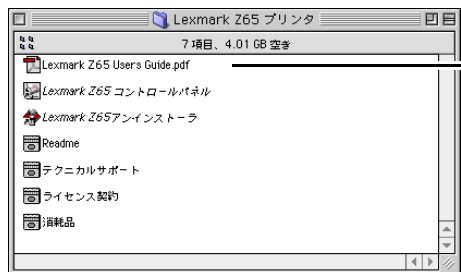 Lexmark Z65 プリンタ
7 項目、4.01 GB 空き
Lexmark Z65 Users Guide.pdf
Lexmark Z65 コントロールパネル
Lexmark Z65アンインストーラ
Readme
テクニカルサポート
ライセンス契約
消耗品